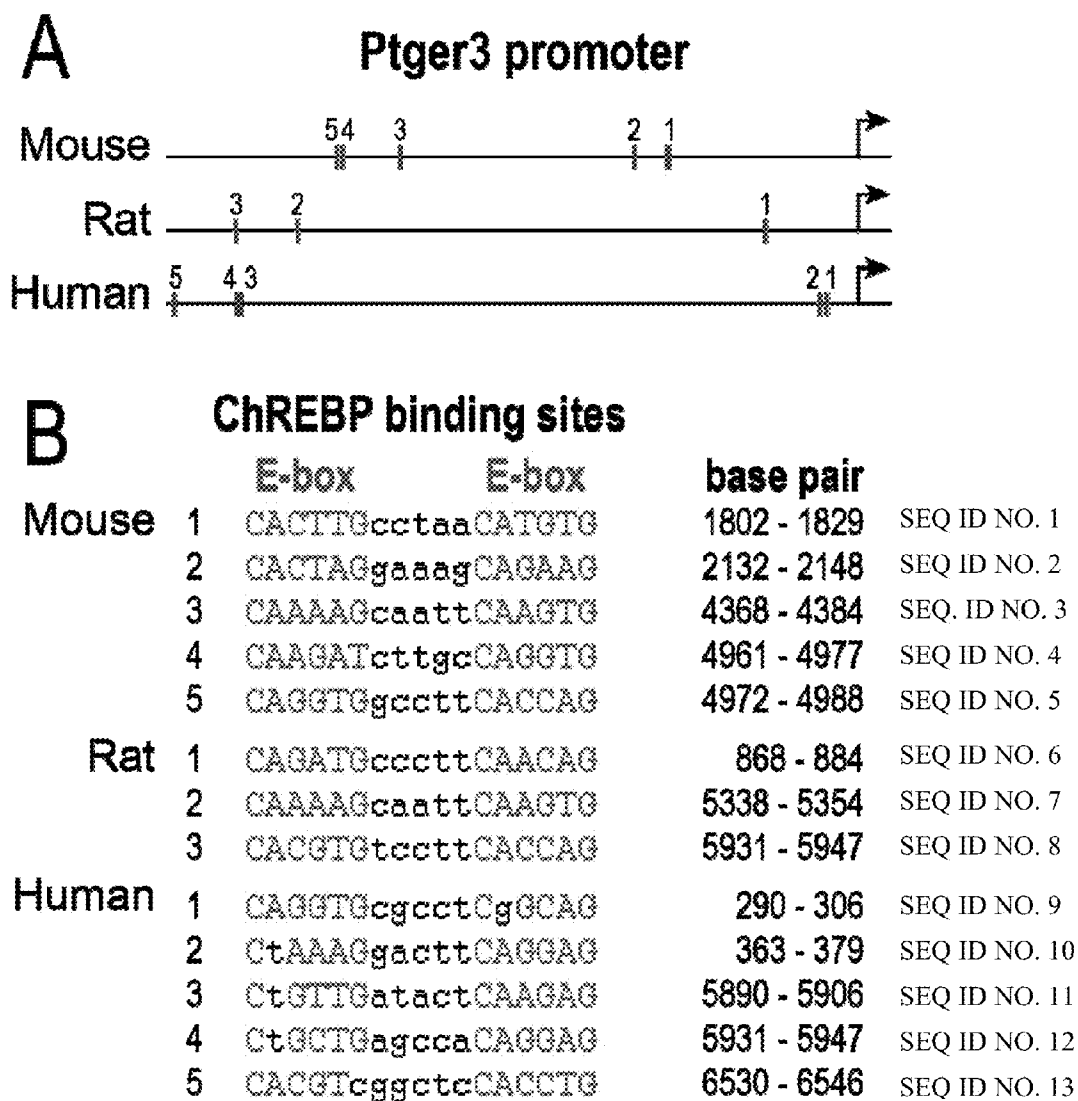 A Ptger3 promoter
Mouse 54 3 2 1
Rat 3 2 1
Human 5 4 3 21
B ChREBP binding sites
E-box E-box base pair
Mouse 1 CACTTGcctaaCATGTG 1802 - 1829 SEQ ID NO. 1
2 CACTAGgaaagCAGAAG 2132 - 2148 SEQ ID NO. 2
3 CAAAAGcaattCAAGTG 4368 - 4384 SEQ. ID NO. 3
4 CAAGATcttgcCAGGTG 4961 - 4977 SEQ ID NO. 4
5 CAGGTGgccttCACCAG 4972 - 4988 SEQ ID NO. 5
Rat 1 CAGATGcccttCAACAG 868 - 884 SEQ ID NO. 6
2 CAAAAGcaattCAAGTG 5338 - 5354 SEQ ID NO. 7
3 CACGTGtccttCACCAG 5931 - 5947 SEQ ID NO. 8
Human 1 CAGGTGcgcctCgGCAG 290 - 306 SEQ ID NO. 9
2 CtAAAGgacttCAGGAG 363 - 379 SEQ ID NO. 10
3 CtGTTGatactCAAGAG 5890 - 5906 SEQ ID NO. 11
4 CtGCTGagccaCAGGAG 5931 - 5947 SEQ ID NO. 12
5 CACGTcggctcCACCTG 6530 - 6546 SEQ ID NO. 13